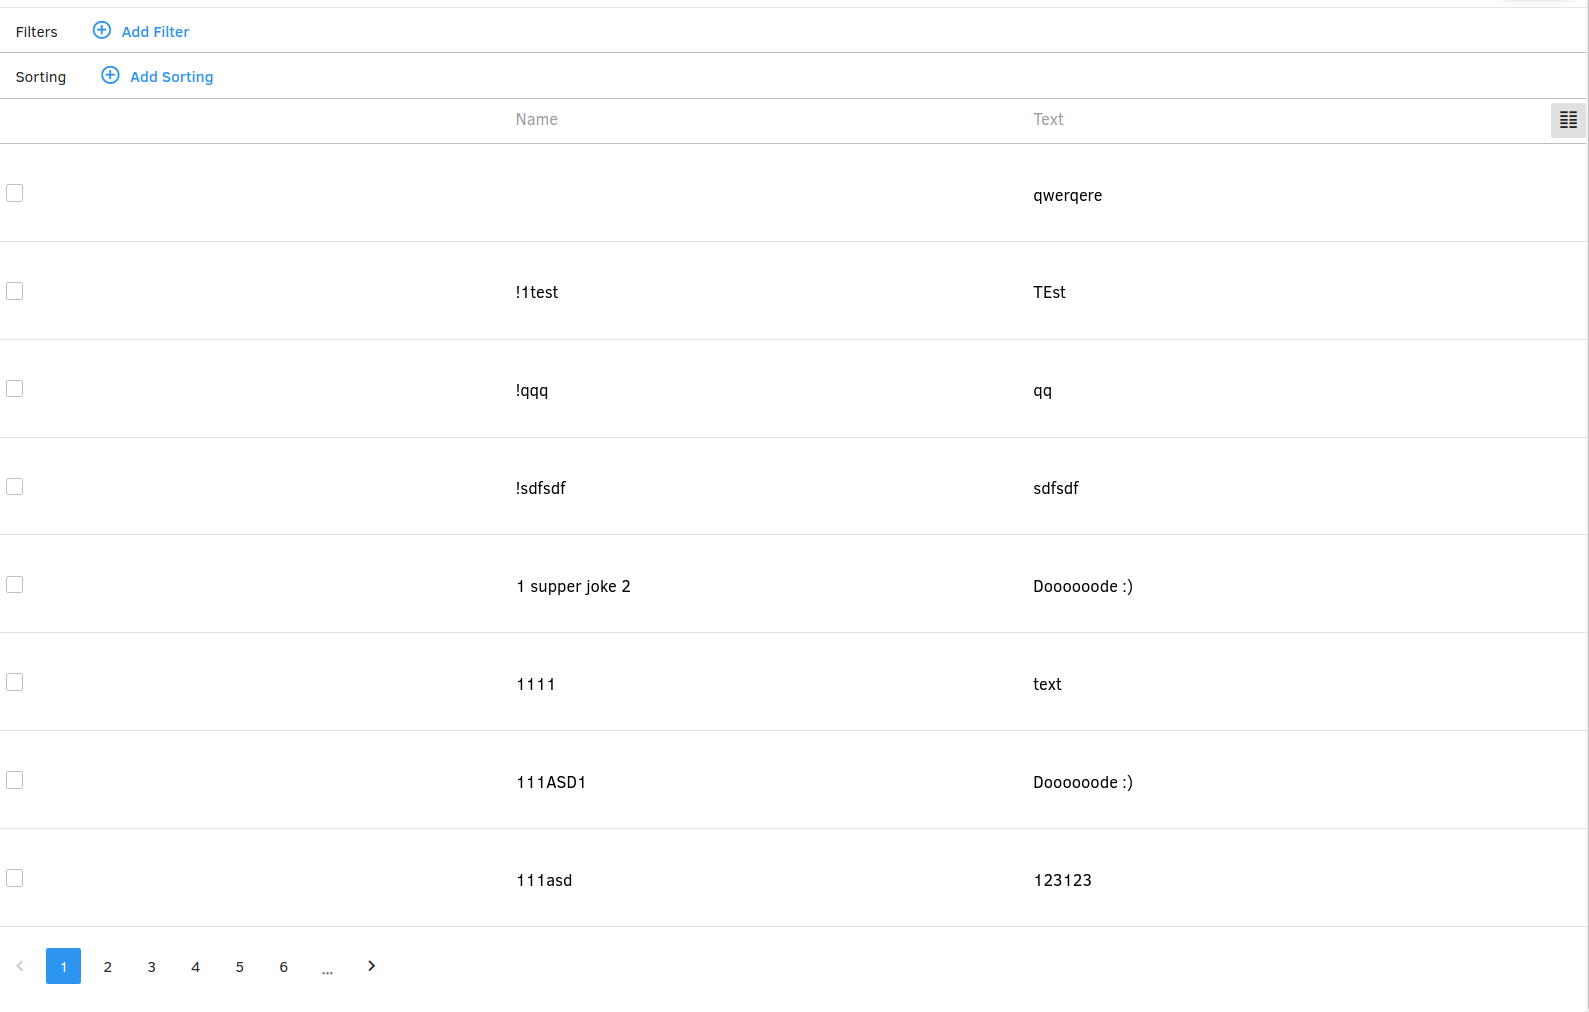 Filters Add Filter
Sorting Add Sorting
Name Text
qwerqere
!1test TEst
!qqq qq
!sdfsdf sdfsdf
1 supper joke 2 Doooooode :)
1111 text
111ASD1 Doooooode :)
111asd 123123
1 2 3 4 5 6 ...